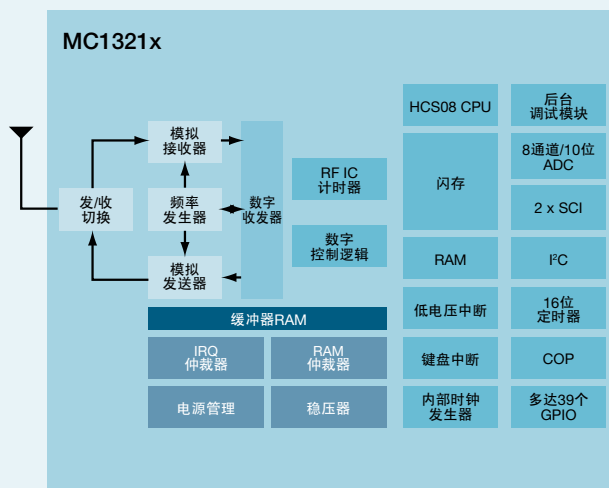 MC1321x
模拟
接收器
发/收
切换
频率
发生器
数字
收发器
模拟
发送器
RF IC
计时器
数字
控制逻辑
缓冲器RAM
IRQ
仲裁器
RAM
仲裁器
电源管理
稳压器
HCS08 CPU
后台
调试模块
闪存
8通道/10位
ADC
2 x SCI
RAM
I²C
低电压中断
16位
定时器
键盘中断
COP
内部时钟
发生器
多达39个
GPIO